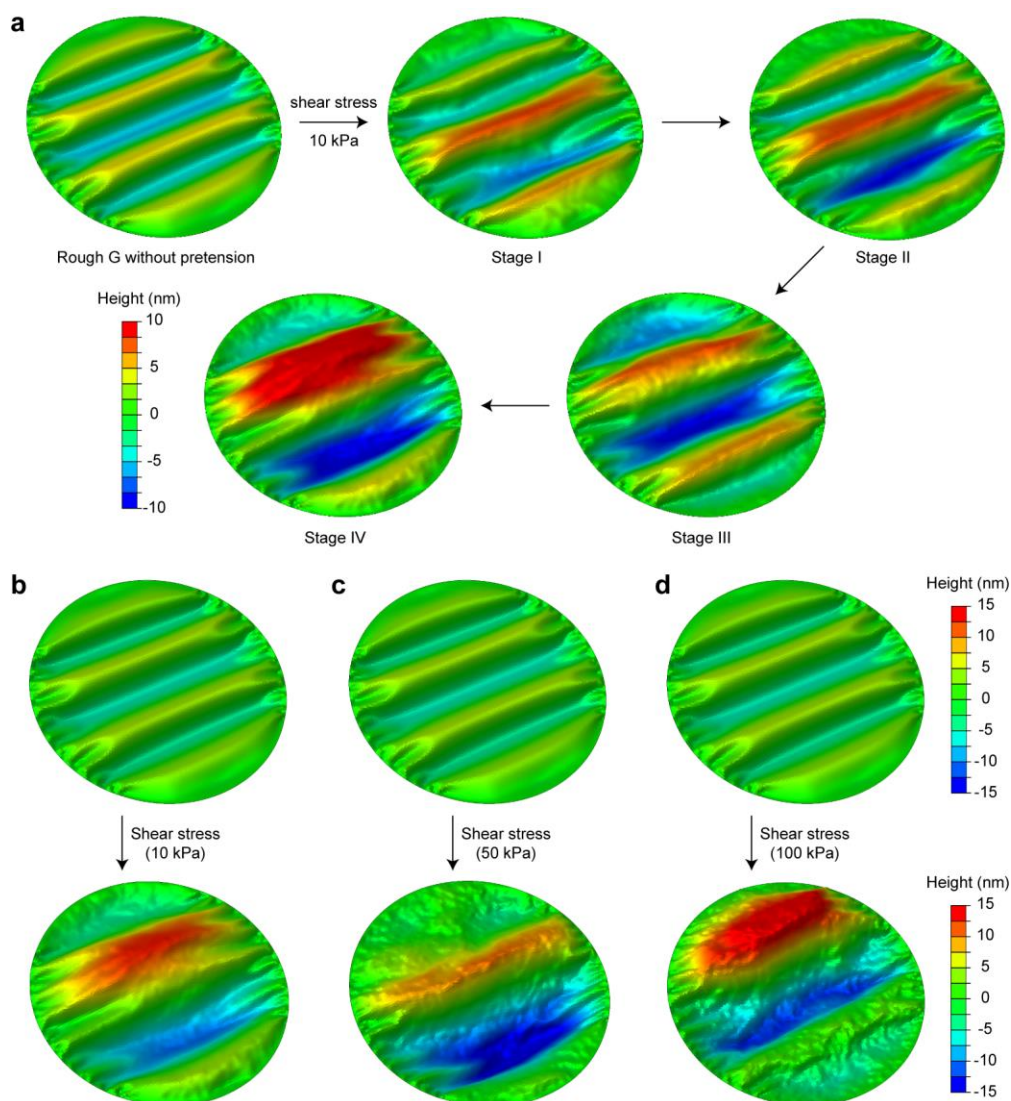 a
shear stress
10 kPa
Rough G without pretension
Stage I
Stage II
Height (nm)
10
5
0
-5
-10
Stage IV
Stage III
b
c
d
Height (nm)
15
10
5
0
-5
-10
-15
Shear stress
(10 kPa)
Shear stress
(50 kPa)
Shear stress
(100 kPa)
Height (nm)
15
10
5
0
-5
-10
-15